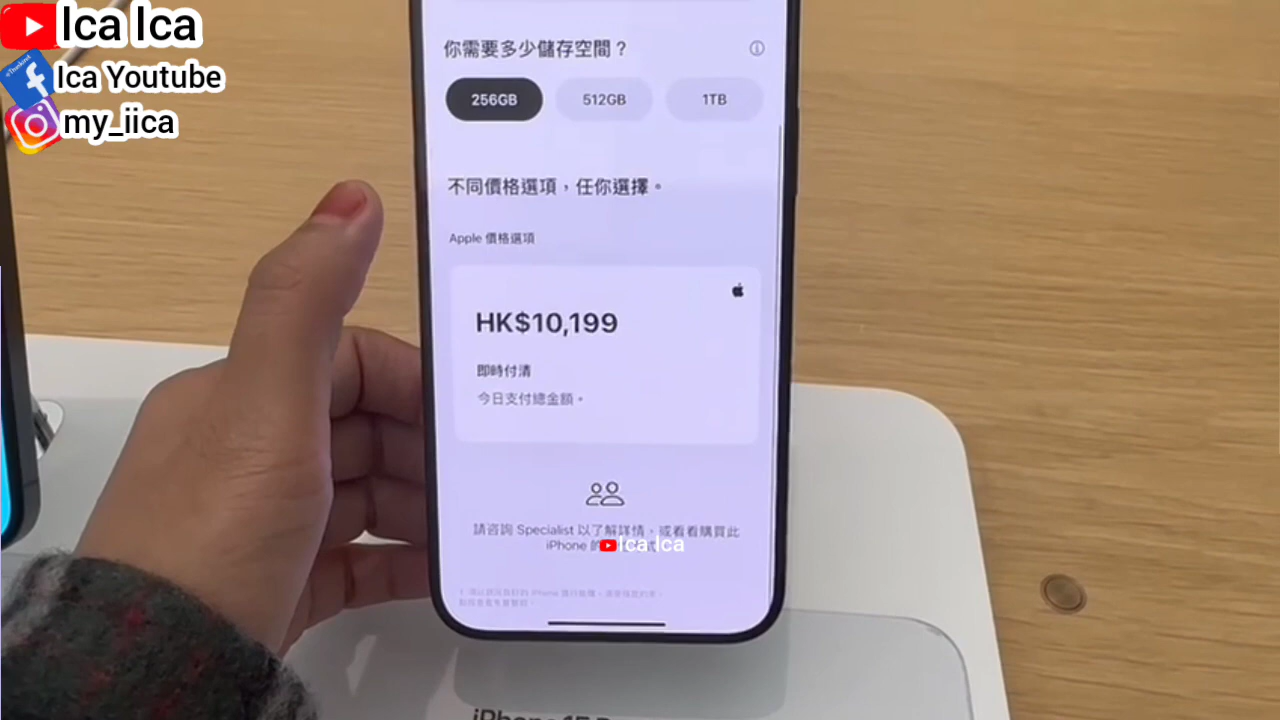 Ica Ica
Ica Youtube
my_iica
你需要多少儲存空間？
256GB
512GB
1TB
不同價格選項，任你選擇。
Apple 價格選項
HK$10,199
即時付清
今日支付總金額。
請咨詢 Specialist 以了解詳情，或看看購買此
iPhone 的
Ica Ica
iPhone